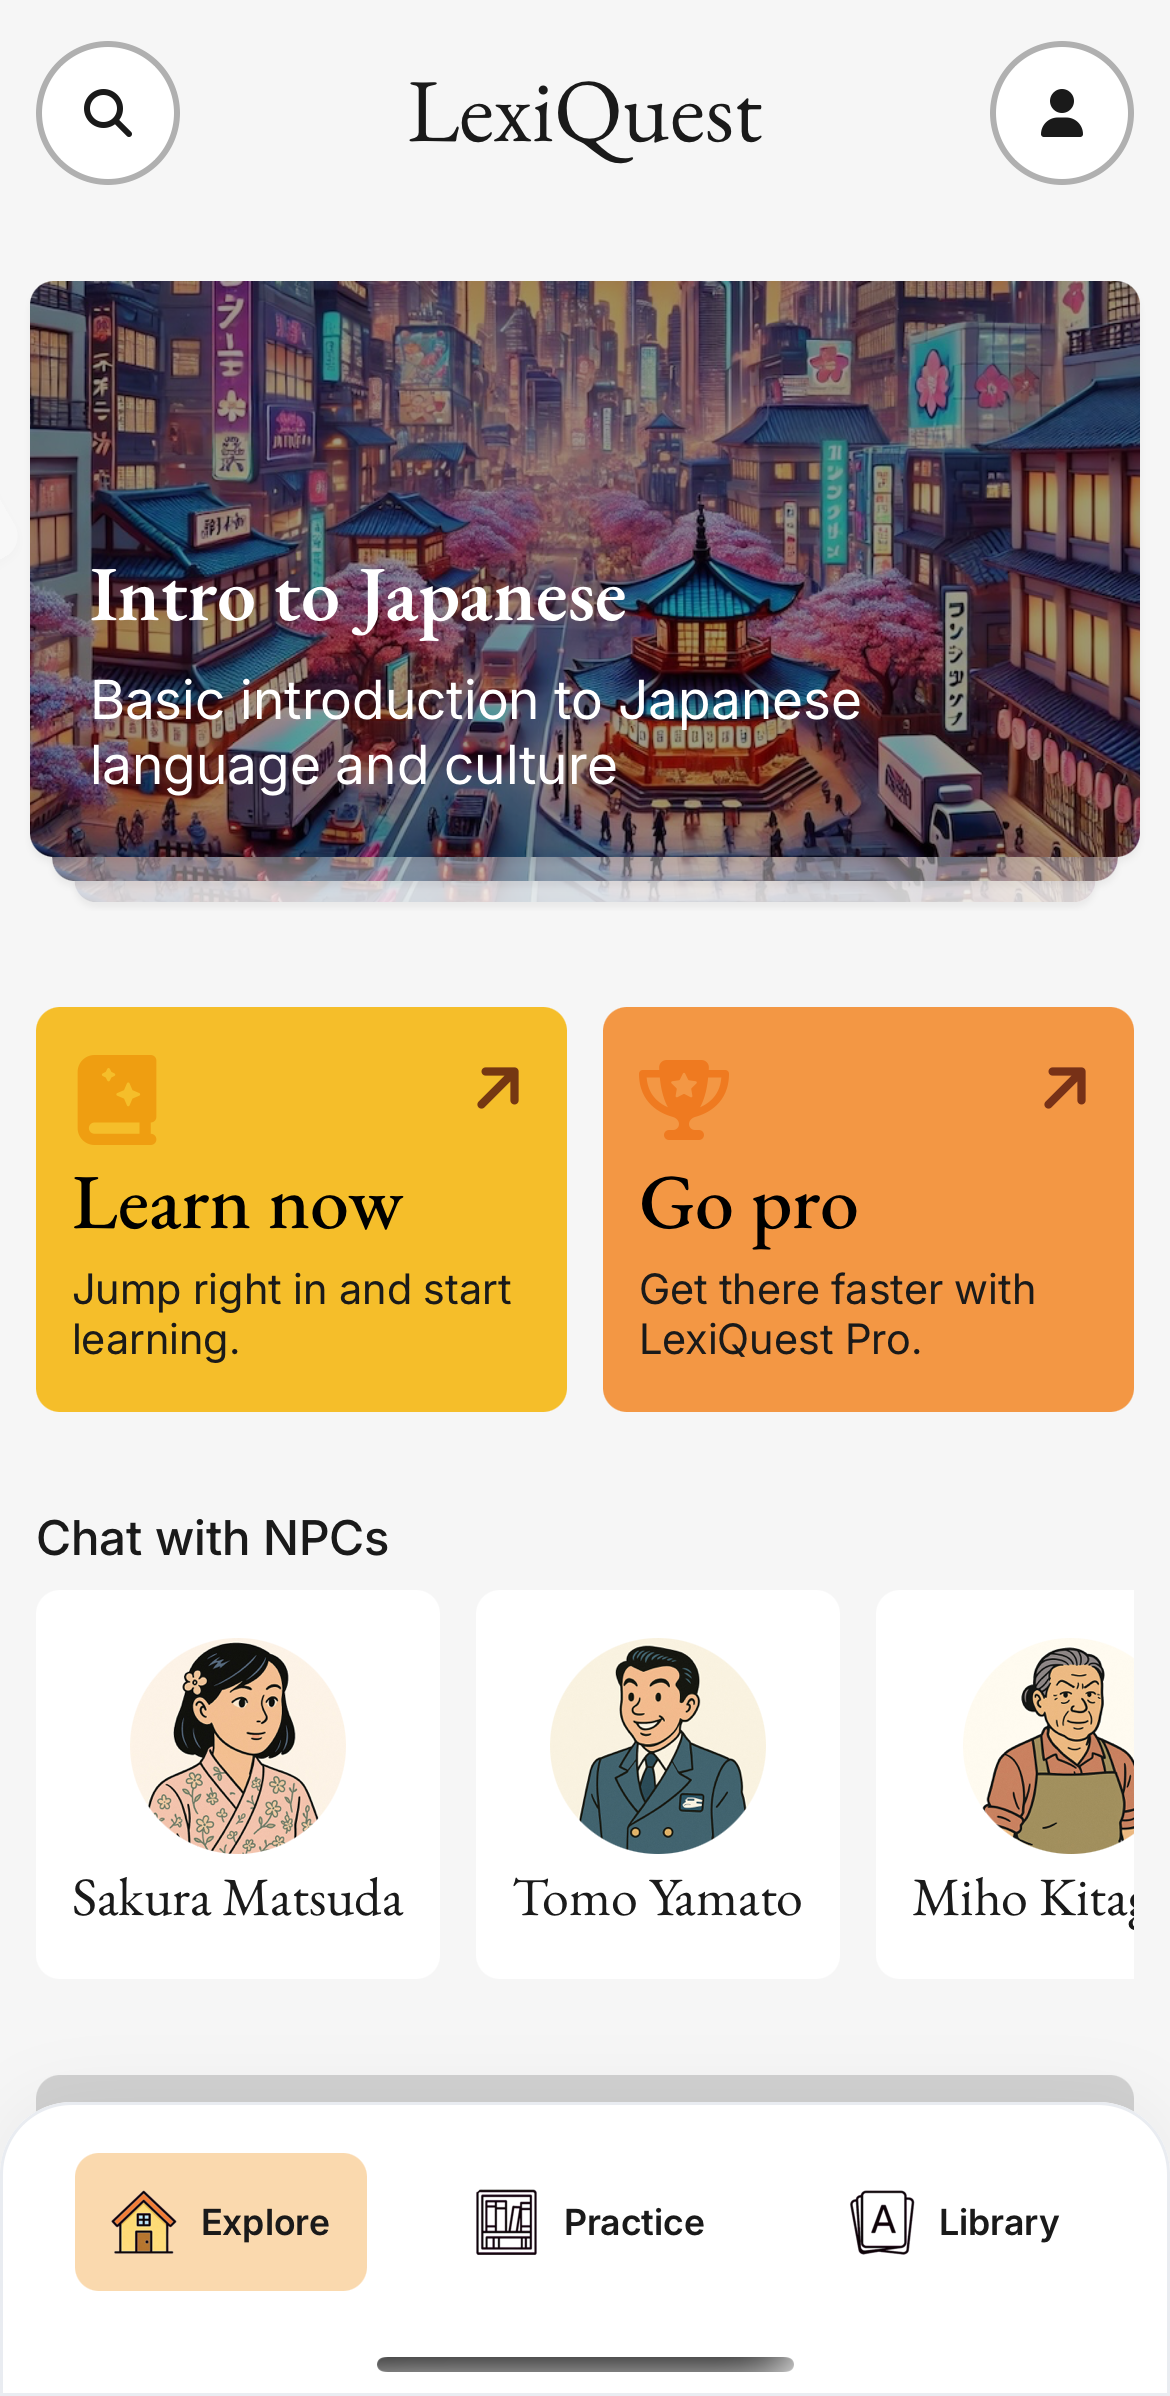 LexiQuest
Intro to Japanese
Basic introduction to Japanese
language and culture
Learn now
Jump right in and start
learning.
Go pro
Get there faster with
LexiQuest Pro.
Chat with NPCs
Sakura Matsuda
Tomo Yamato
Miho
Explore
Practice
A
Library